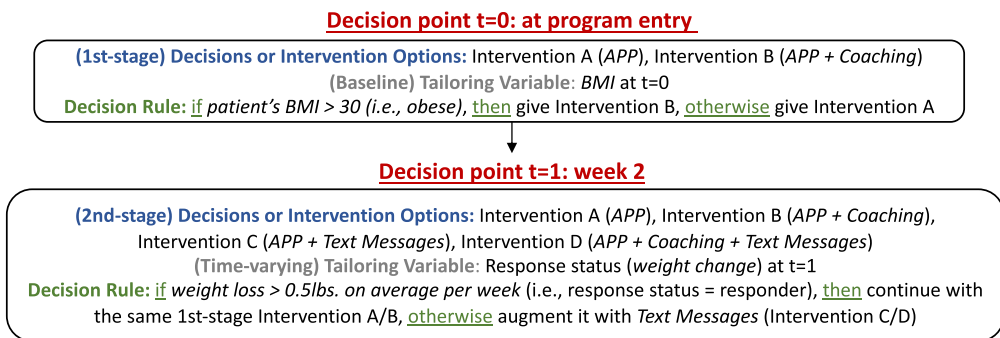 Decision point t=0: at program entry
(1st-stage) Decisions or Intervention Options: Intervention A (APP), Intervention B (APP + Coaching)
(Baseline) Tailoring Variable: BMI at t=0
Decision Rule: if patient's BMI > 30 (i.e., obese), then give Intervention B, otherwise give Intervention A
Decision point t=1: week 2
(2nd-stage) Decisions or Intervention Options: Intervention A (APP), Intervention B (APP + Coaching),
Intervention C (APP + Text Messages), Intervention D (APP + Coaching + Text Messages)
(Time-varying) Tailoring Variable: Response status (weight change) at t=1
Decision Rule: if weight loss > 0.5lbs. on average per week (i.e., response status = responder), then continue with
the same 1st-stage Intervention A/B, otherwise augment it with Text Messages (Intervention C/D)